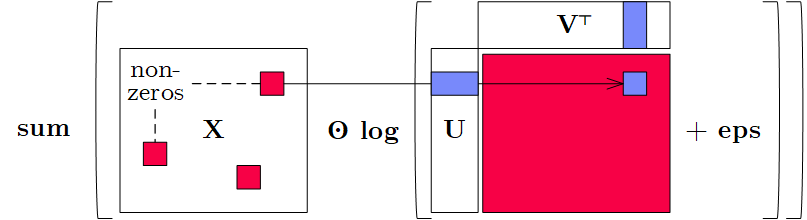 V⊤
non-
zeros
sum ( X ⊙ log ( U + eps ) )